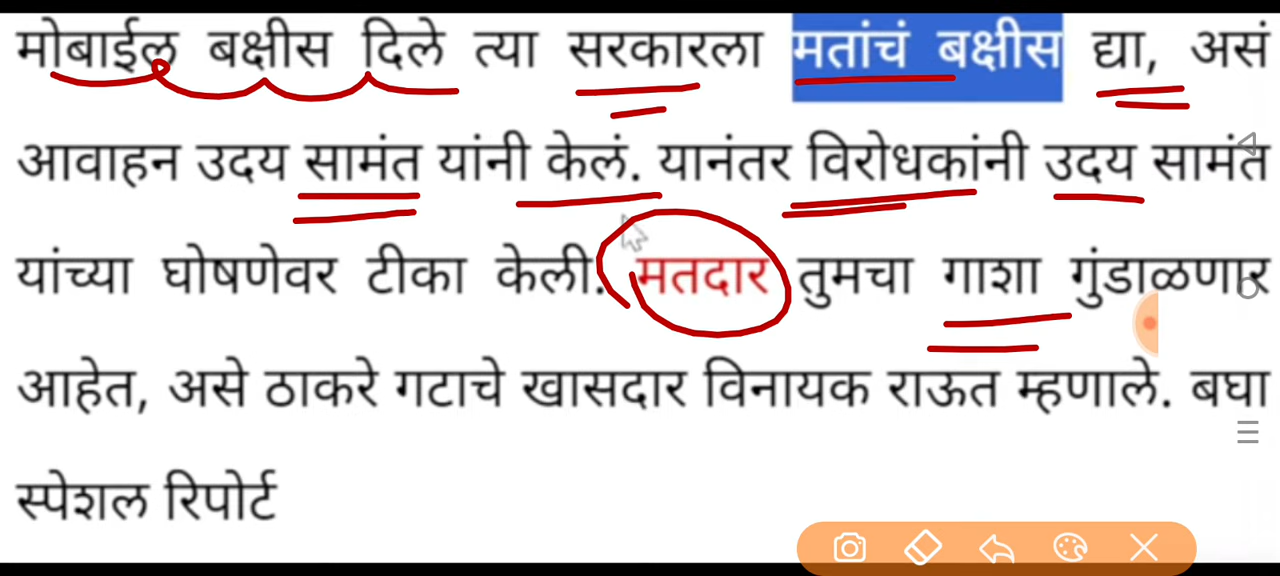 मोबाईल बक्षीस दिले त्या सरकारला मतांचं बक्षीस द्या, असं
आवाहन उदय सामंत यांनी केलं. यानंतर विरोधकांनी उदय सामंत
यांच्या घोषणेवर टीका केली. मतदार तुमचा गाशा गुंडाळणार
आहेत, असे ठाकरे गटाचे खासदार विनायक राऊत म्हणाले. बघा
स्पेशल रिपोर्ट